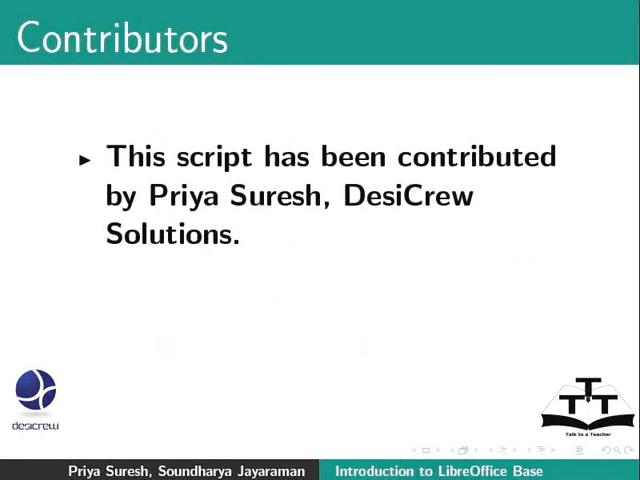 Contributors
This script has been contributed
by Priya Suresh, DesiCrew
Solutions.
desicrew
T
T T
Talk to a Teacher
Priya Suresh, Soundharya Jayaraman Introduction to LibreOffice Base